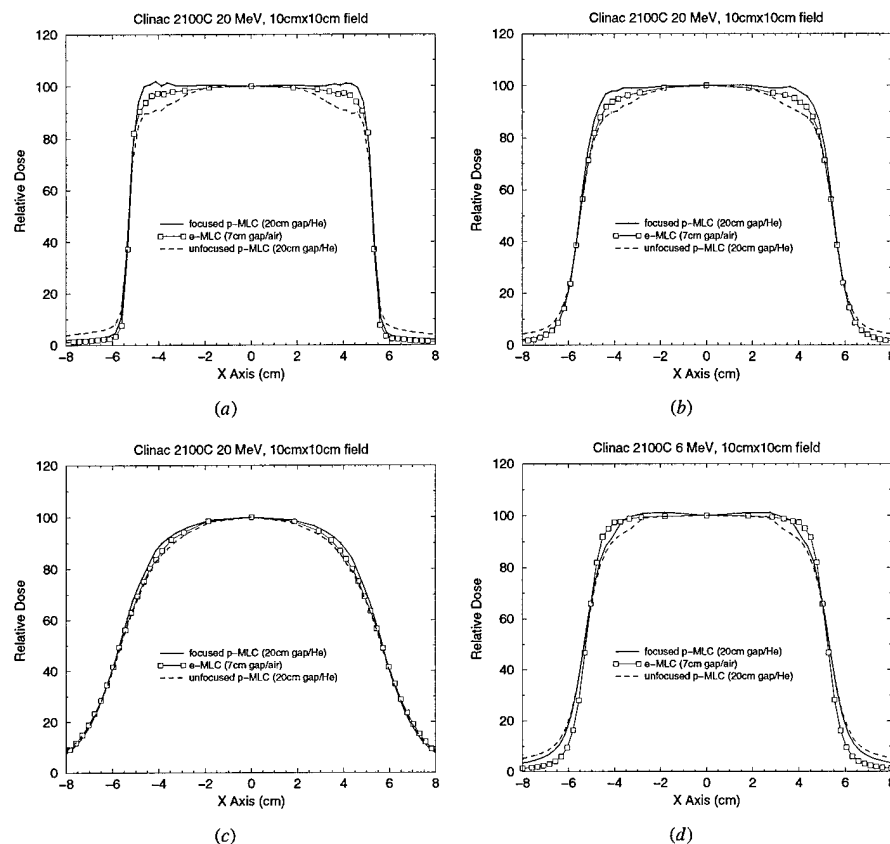 Clinac 2100C 20 MeV, 10cmx10cm field
120
100
80
60
40
20
0
Relative Dose
focused p-MLC (20cm gap/He)
e-MLC (7cm gap/air)
unfocused p-MLC (20cm gap/He)
-8 -6 -4 -2 0 2 4 6 8
X Axis (cm)
(a)
Clinac 2100C 20 MeV, 10cmx10cm field
120
100
80
60
40
20
0
Relative Dose
focused p-MLC (20cm gap/He)
e-MLC (7cm gap/air)
unfocused p-MLC (20cm gap/He)
-8 -6 -4 -2 0 2 4 6 8
X Axis (cm)
(b)
Clinac 2100C 20 MeV, 10cmx10cm field
120
100
80
60
40
20
0
Relative Dose
focused p-MLC (20cm gap/He)
e-MLC (7cm gap/air)
unfocused p-MLC (20cm gap/He)
-8 -6 -4 -2 0 2 4 6 8
X Axis (cm)
(c)
Clinac 2100C 6 MeV, 10cmx10cm field
120
100
80
60
40
20
0
Relative Dose
focused p-MLC (20cm gap/He)
e-MLC (7cm gap/air)
unfocused p-MLC (20cm gap/He)
-8 -6 -4 -2 0 2 4 6 8
X Axis (cm)
(d)